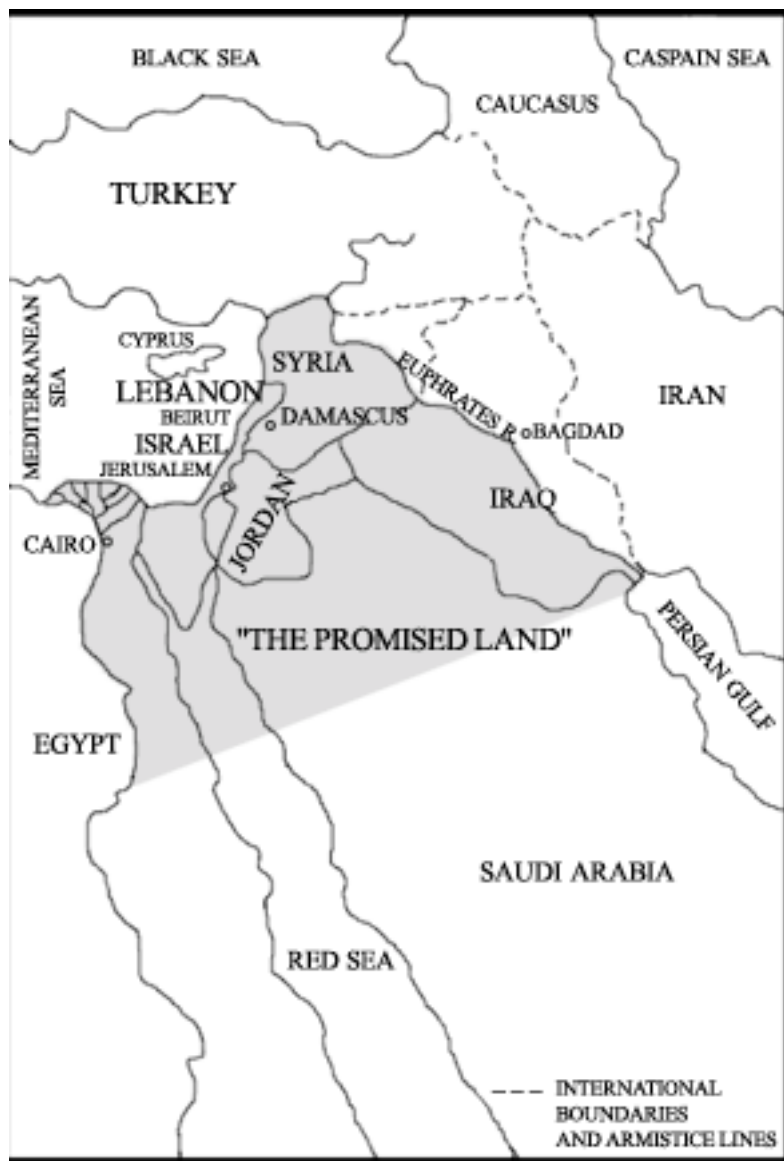 BLACK SEA
CASPAIN SEA
CAUCASUS
TURKEY
MEDITERRANEAN
SEA
CYPRUS
SYRIA
LEBANON
EUPHRATES R
IRAN
BEIRUT
DAMASCUS
BAGDAD
ISRAEL
JERUSALEM
IRAQ
JORDAN
CAIRO
"THE PROMISED LAND"
PERSIAN GULF
EGYPT
SAUDI ARABIA
RED SEA
INTERNATIONAL
BOUNDARIES
AND ARMISTICE LINES